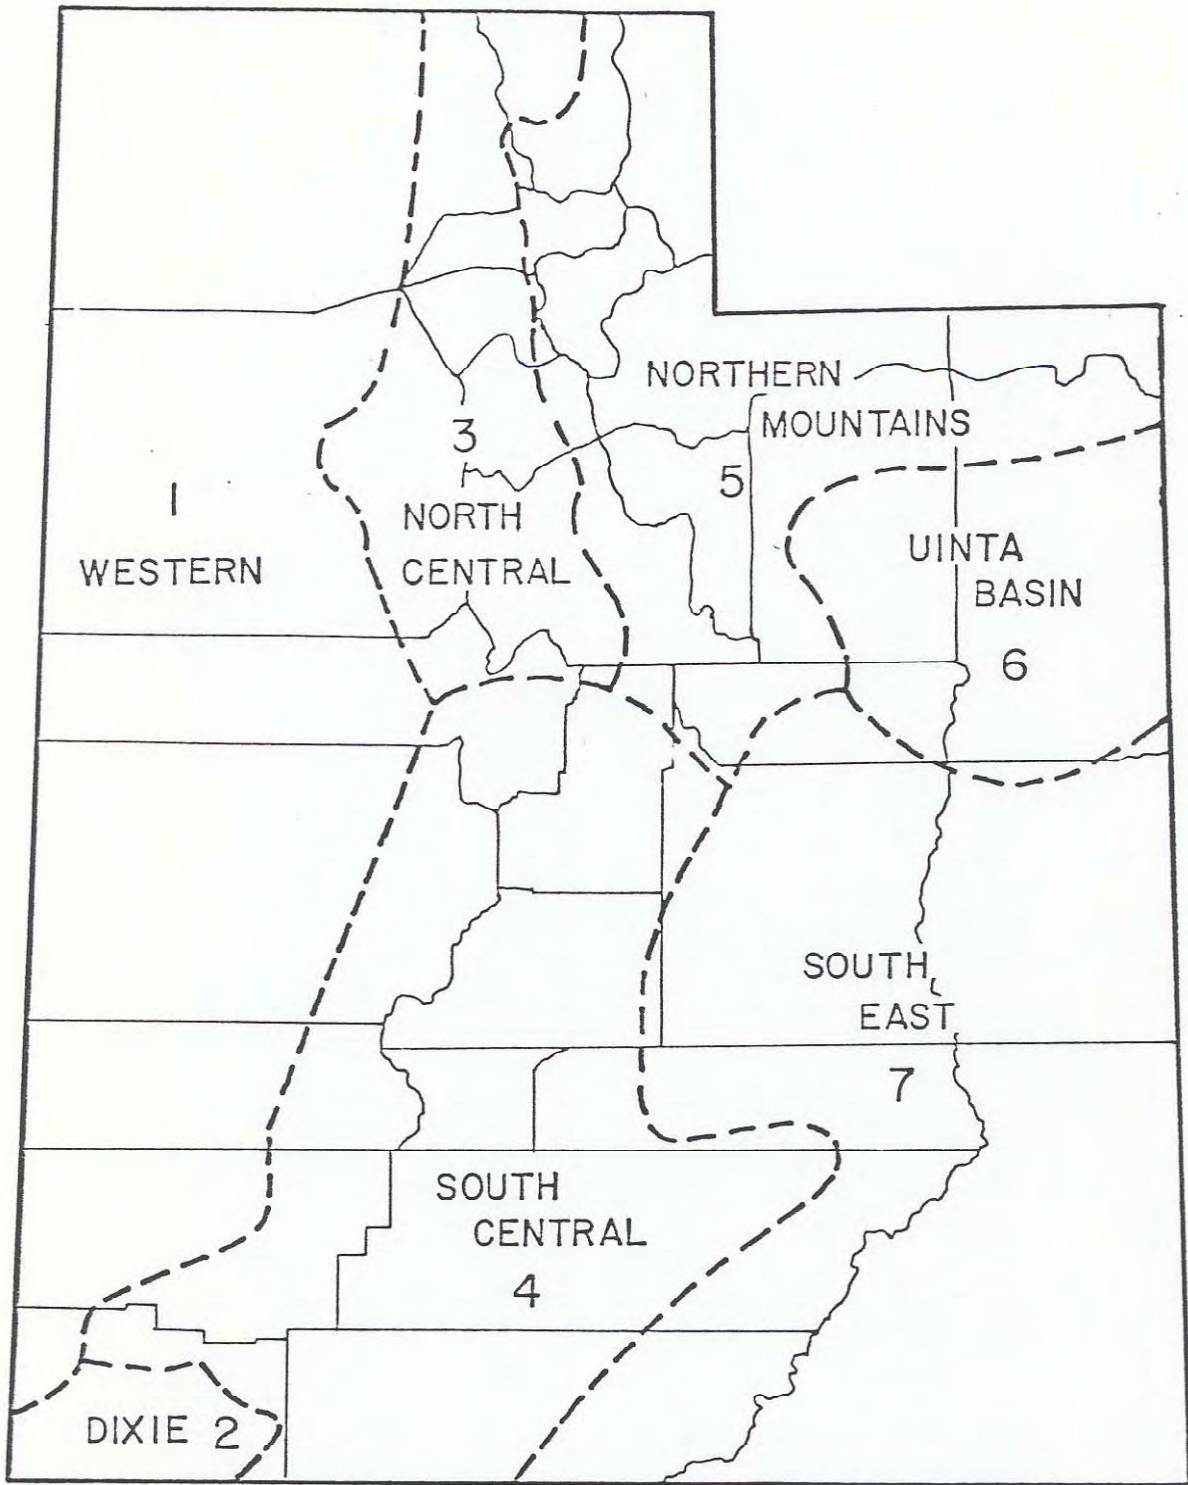 NORTHERN
MOUNTAINS
5
3
NORTH
CENTRAL
1
WESTERN
UINTA
BASIN
6
SOUTH
EAST
7
SOUTH
CENTRAL
4
DIXIE 2